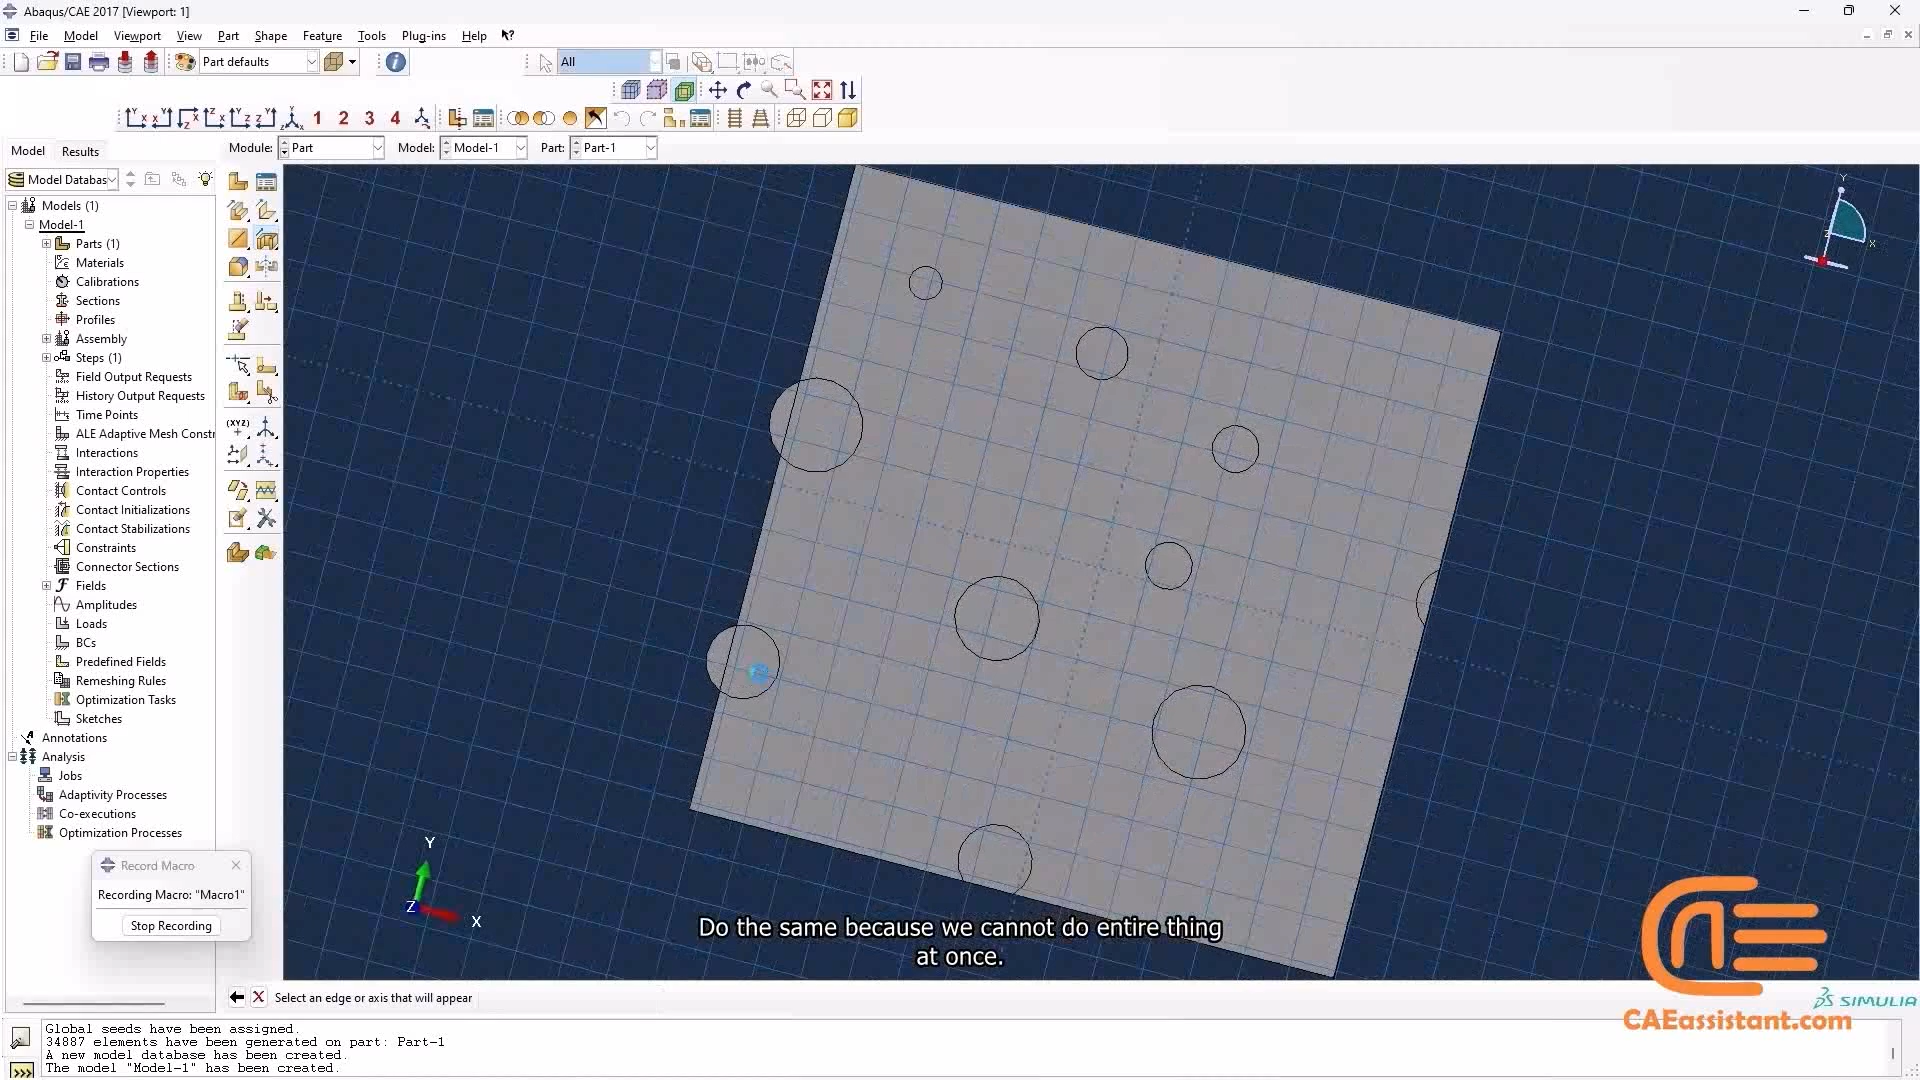 Abaqus/CAE 2017 [Viewport: 1]
File Model Viewport View Part Shape Feature Tools Plug-ins Help
Part defaults
All
1 2 3 4
Model Results
Module: Part Model: Model-1 Part: Part-1
Model Databas
Models (1)
Model-1
Parts (1)
Materials
Calibrations
Sections
Profiles
Assembly
Steps (1)
Field Output Requests
History Output Requests
Time Points
ALE Adaptive Mesh Constr
Interactions
Interaction Properties
Contact Controls
Contact Initializations
Contact Stabilizations
Constraints
Connector Sections
Fields
Amplitudes
Loads
BCs
Predefined Fields
Remeshing Rules
Optimization Tasks
Sketches
Annotations
Analysis
Jobs
Adaptivity Processes
Co-executions
Optimization Processes
Record Macro
Recording Macro: "Macro1"
Stop Recording
(XYZ)
Y
Z
X
Y
Z
X
Do the same because we cannot do entire thing
at once.
Select an edge or axis that will appear
SIMULIA
CAEassistant.com
Global seeds have been assigned.
34887 elements have been generated on part: Part-1
A new model database has been created.
The model "Model-1" has been created.
>>>